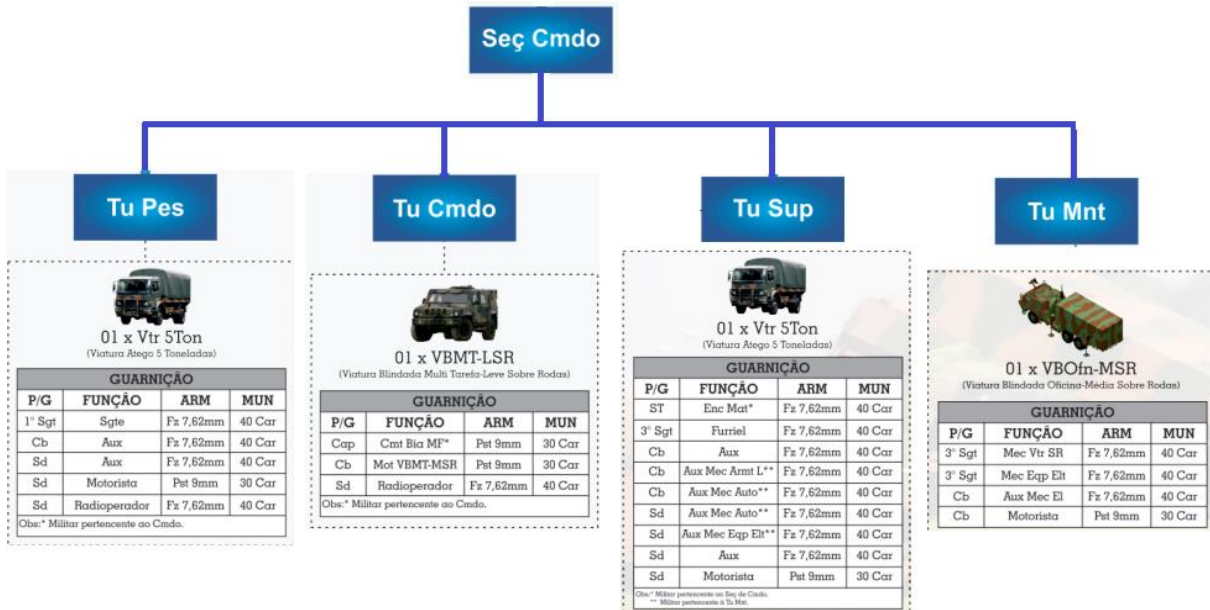 Seç Cmdo
Tu Pes
01 x Vtr 5Ton
(Viatura Atego 5 Toneladas)
GUARNIÇÃO
P/G FUNÇÃO ARM MUN
1° Sgt Sgte Fz 7,62mm 40 Car
Cb Aux Fz 7,62mm 40 Car
Sd Aux Fz 7,62mm 40 Car
Sd Motorista Pst 9mm 30 Car
Sd Radioperador Fz 7,62mm 40 Car
Obs:* Militar pertencente ao Cmdo.
Tu Cmdo
01 x VBMT-LSR
(Viatura Blindada Multi Tarefa-Leve Sobre Rodas)
GUARNIÇÃO
P/G FUNÇÃO ARM MUN
Cap Cmt Bia MF* Pst 9mm 30 Car
Cb Mot VBMT-MSR Pst 9mm 30 Car
Sd Radioperador Fz 7,62mm 40 Car
Obs:* Militar pertencente ao Cmdo.
Tu Sup
01 x Vtr 5Ton
(Viatura Atego 5 Toneladas)
GUARNIÇÃO
P/G FUNÇÃO ARM MUN
ST Enc Mat* Fz 7,62mm 40 Car
3° Sgt Furriel Fz 7,62mm 40 Car
Cb Aux Fz 7,62mm 40 Car
Cb Aux Mec Armt L** Fz 7,62mm 40 Car
Cb Aux Mec Auto** Fz 7,62mm 40 Car
Sd Aux Mec Auto** Fz 7,62mm 40 Car
Sd Aux Mec Eqp Elt** Fz 7,62mm 40 Car
Sd Aux Fz 7,62mm 40 Car
Sd Motorista Pst 9mm 30 Car
Obs:* Militar pertencente ao Seç de Cmdo.
** Militar pertencente à Tu Mnt.
Tu Mnt
01 x VBOfn-MSR
(Viatura Blindada Oficina-Média Sobre Rodas)
GUARNIÇÃO
P/G FUNÇÃO ARM MUN
3° Sgt Mec Vtr SR Fz 7,62mm 40 Car
3° Sgt Mec Eqp Elt Fz 7,62mm 40 Car
Cb Aux Mec El Fz 7,62mm 40 Car
Cb Motorista Pst 9mm 30 Car